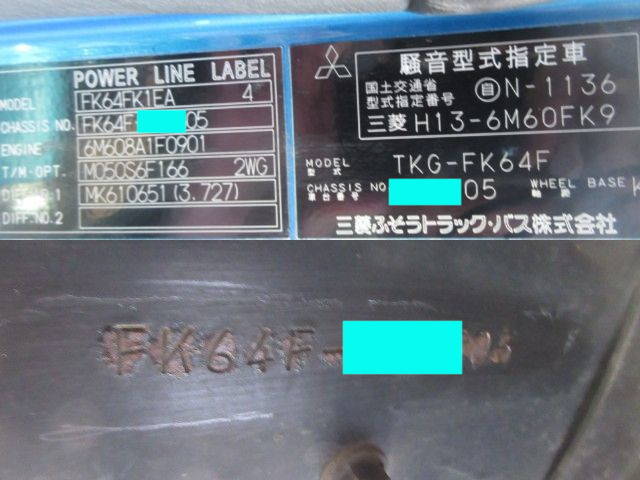 POWER LINE LABEL
MODEL FK64FK1EA 4
CHASSIS NO. FK64F- 05
ENGINE 6M608A1F0901
T/M·OPT. M050S6F166 2WG
DIFF.NO.1 MK610651 (3.727)
DIFF.NO.2
騒音型式指定車
国土交通省
型式指定番号 自 N-1136
三菱 H13-6M60FK9
MODEL
型式 TKG-FK64F
CHASSIS NO 05 WHEEL BASE
車台番号 軸距
三菱ふそうトラック・バス株式会社
FK64F-